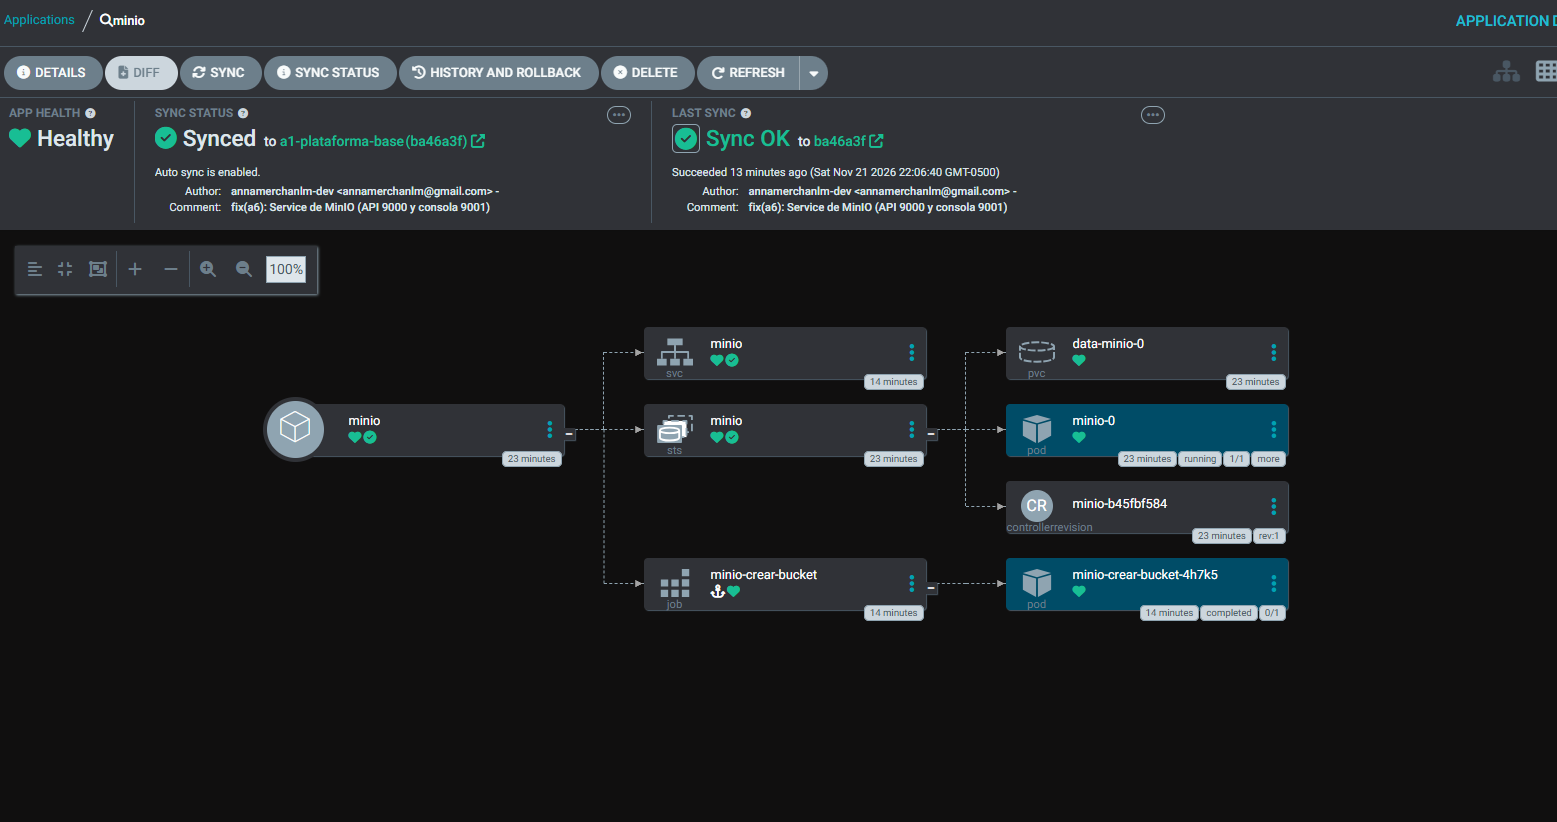 Applications / minio
APPLICATION D
DETAILS DIFF SYNC SYNC STATUS HISTORY AND ROLLBACK DELETE REFRESH
APP HEALTH
Healthy
SYNC STATUS
Synced to a1-plataforma-base(ba46a3f)
Auto sync is enabled.
Author: annamerchanlm-dev <annamerchanlm@gmail.com> -
Comment: fix(a6): Service de MinIO (API 9000 y consola 9001)
LAST SYNC
Sync OK to ba46a3f
Succeeded 13 minutes ago (Sat Nov 21 2026 22:06:40 GMT-0500)
Author: annamerchanlm-dev <annamerchanlm@gmail.com> -
Comment: fix(a6): Service de MinIO (API 9000 y consola 9001)
100%
minio
23 minutes
minio
svc
14 minutes
minio
sts
23 minutes
minio-crear-bucket
job
14 minutes
data-minio-0
pvc
23 minutes
minio-0
pod
23 minutes running 1/1 more
CR
minio-b45fbf584
controllerrevision
23 minutes rev:1
minio-crear-bucket-4h7k5
pod
14 minutes completed 0/1